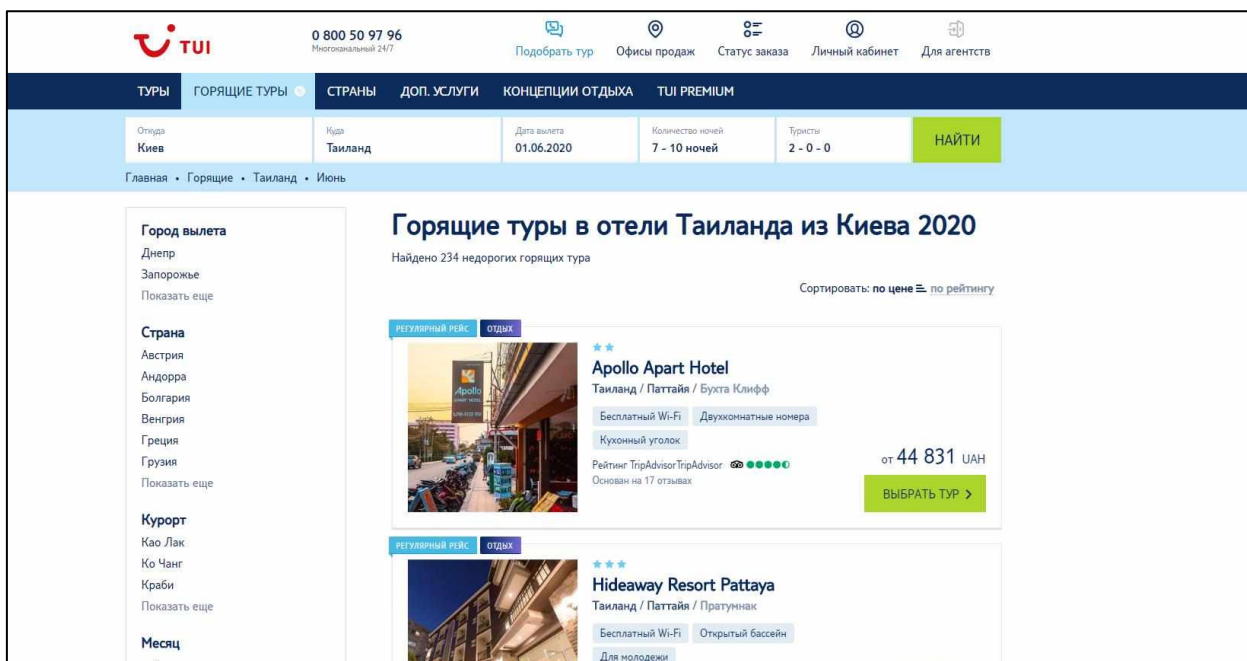 TUI
0 800 50 97 96
Многоканальный 24/7
Подобрать тур
Офисы продаж
Статус заказа
Личный кабинет
Для агентств
ТУРЫ
ГОРЯЩИЕ ТУРЫ
СТРАНЫ
ДОП. УСЛУГИ
КОНЦЕПЦИИ ОТДЫХА
TUI PREMIUM
Откуда
Киев
Куда
Таиланд
Дата вылета
01.06.2020
Количество ночей
7 - 10 ночей
Туристы
2 - 0 - 0
НАЙТИ
Главная • Горящие • Таиланд • Июнь
Город вылета
Днепр
Запорожье
Показать еще
Страна
Австрия
Андорра
Болгария
Венгрия
Греция
Грузия
Показать еще
Курорт
Као Лак
Ко Чанг
Краби
Показать еще
Месяц
Горящие туры в отели Таиланда из Киева 2020
Найдено 234 недорогих горящих тура
Сортировать: по цене по рейтингу
РЕГУЛЯРНЫЙ РЕЙС ОТДЫХ
Apollo
Apollo Apart Hotel
Таиланд / Паттайя / Бухта Клифф
Бесплатный Wi-Fi Двухкомнатные номера
Кухонный уголок
Рейтинг TripAdvisorTripAdvisor
Основан на 17 отзывах
от 44 831 UAH
ВЫБРАТЬ ТУР
РЕГУЛЯРНЫЙ РЕЙС ОТДЫХ
Hideaway Resort Pattaya
Таиланд / Паттайя / Пратумнак
Бесплатный Wi-Fi Открытый бассейн
Для молодежи